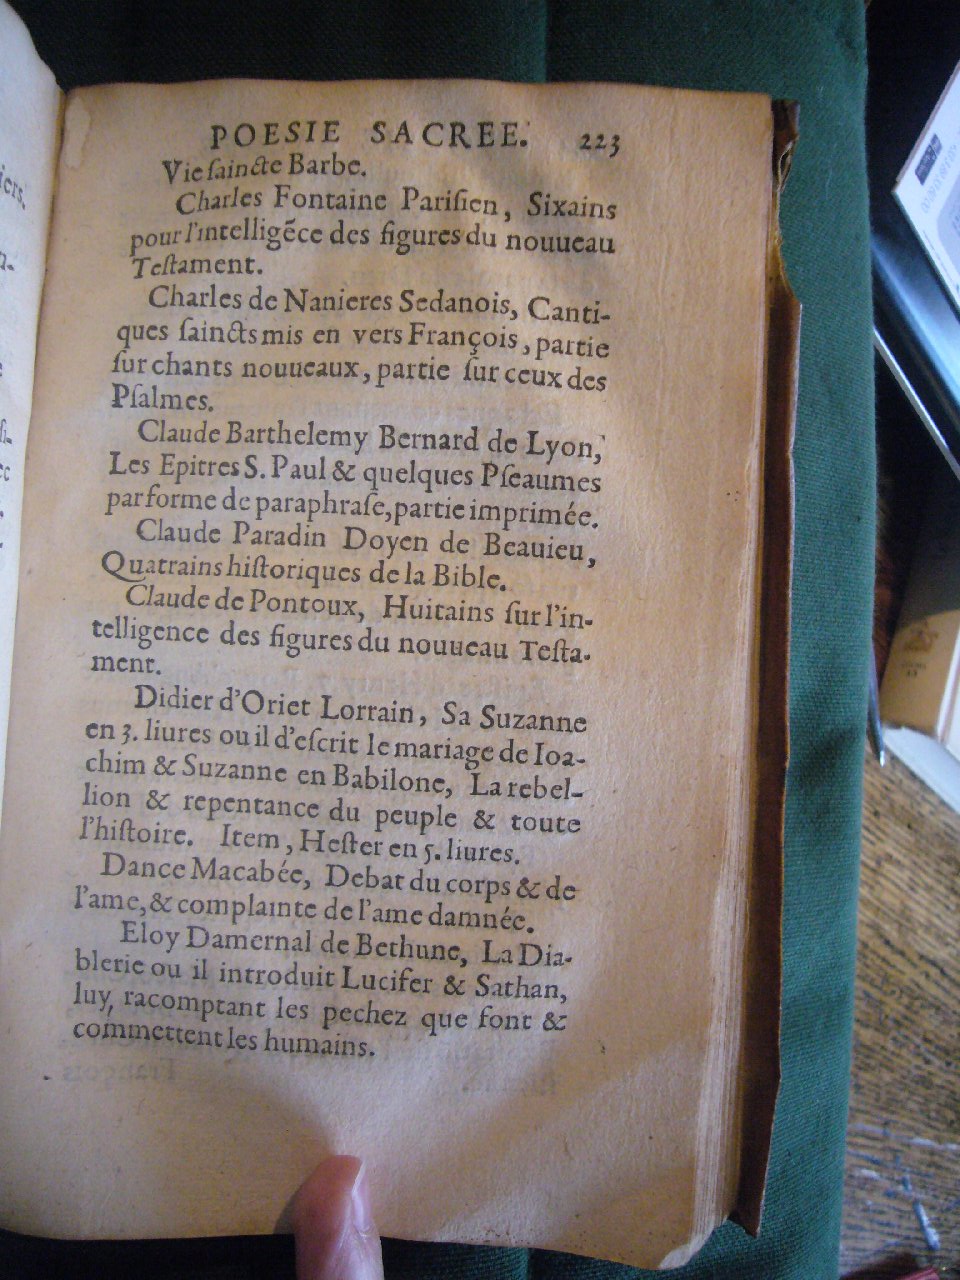 POESIE SACREE. 223
Vie ſaincte Barbe.
Charles Fontaine Pariſien, Sixains
pour l'intelligēce des figures du nouueau
Teſtament.
Charles de Nanieres Sedanois, Canti-
ques ſaincts mis en vers François, partie
ſur chants nouueaux, partie ſur ceux des
Pſalmes.
Claude Barthelemy Bernard de Lyon,
Les Epitres S. Paul & quelques Pſeaumes
par forme de paraphraſe, partie imprimée.
Claude Paradin Doyen de Beauieu,
Quatrains hiſtoriques de la Bible.
Claude de Pontoux, Huitains ſur l'in-
telligence des figures du nouueau Teſta-
ment.
Didier d'Oriet Lorrain, Sa Suzanne
en 3. liures ou il d'eſcrit le mariage de Ioa-
chim & Suzanne en Babilone, La rebel-
lion & repentance du peuple & toute
l'hiſtoire. Item, Heſter en 5. liures.
Dance Macabée, Debat du corps & de
l'ame, & complainte de l'ame damnée.
Eloy Damernal de Bethune, La Dia-
blerie ou il introduit Lucifer & Sathan,
luy racomptant les pechez que font &
commettent les humains.